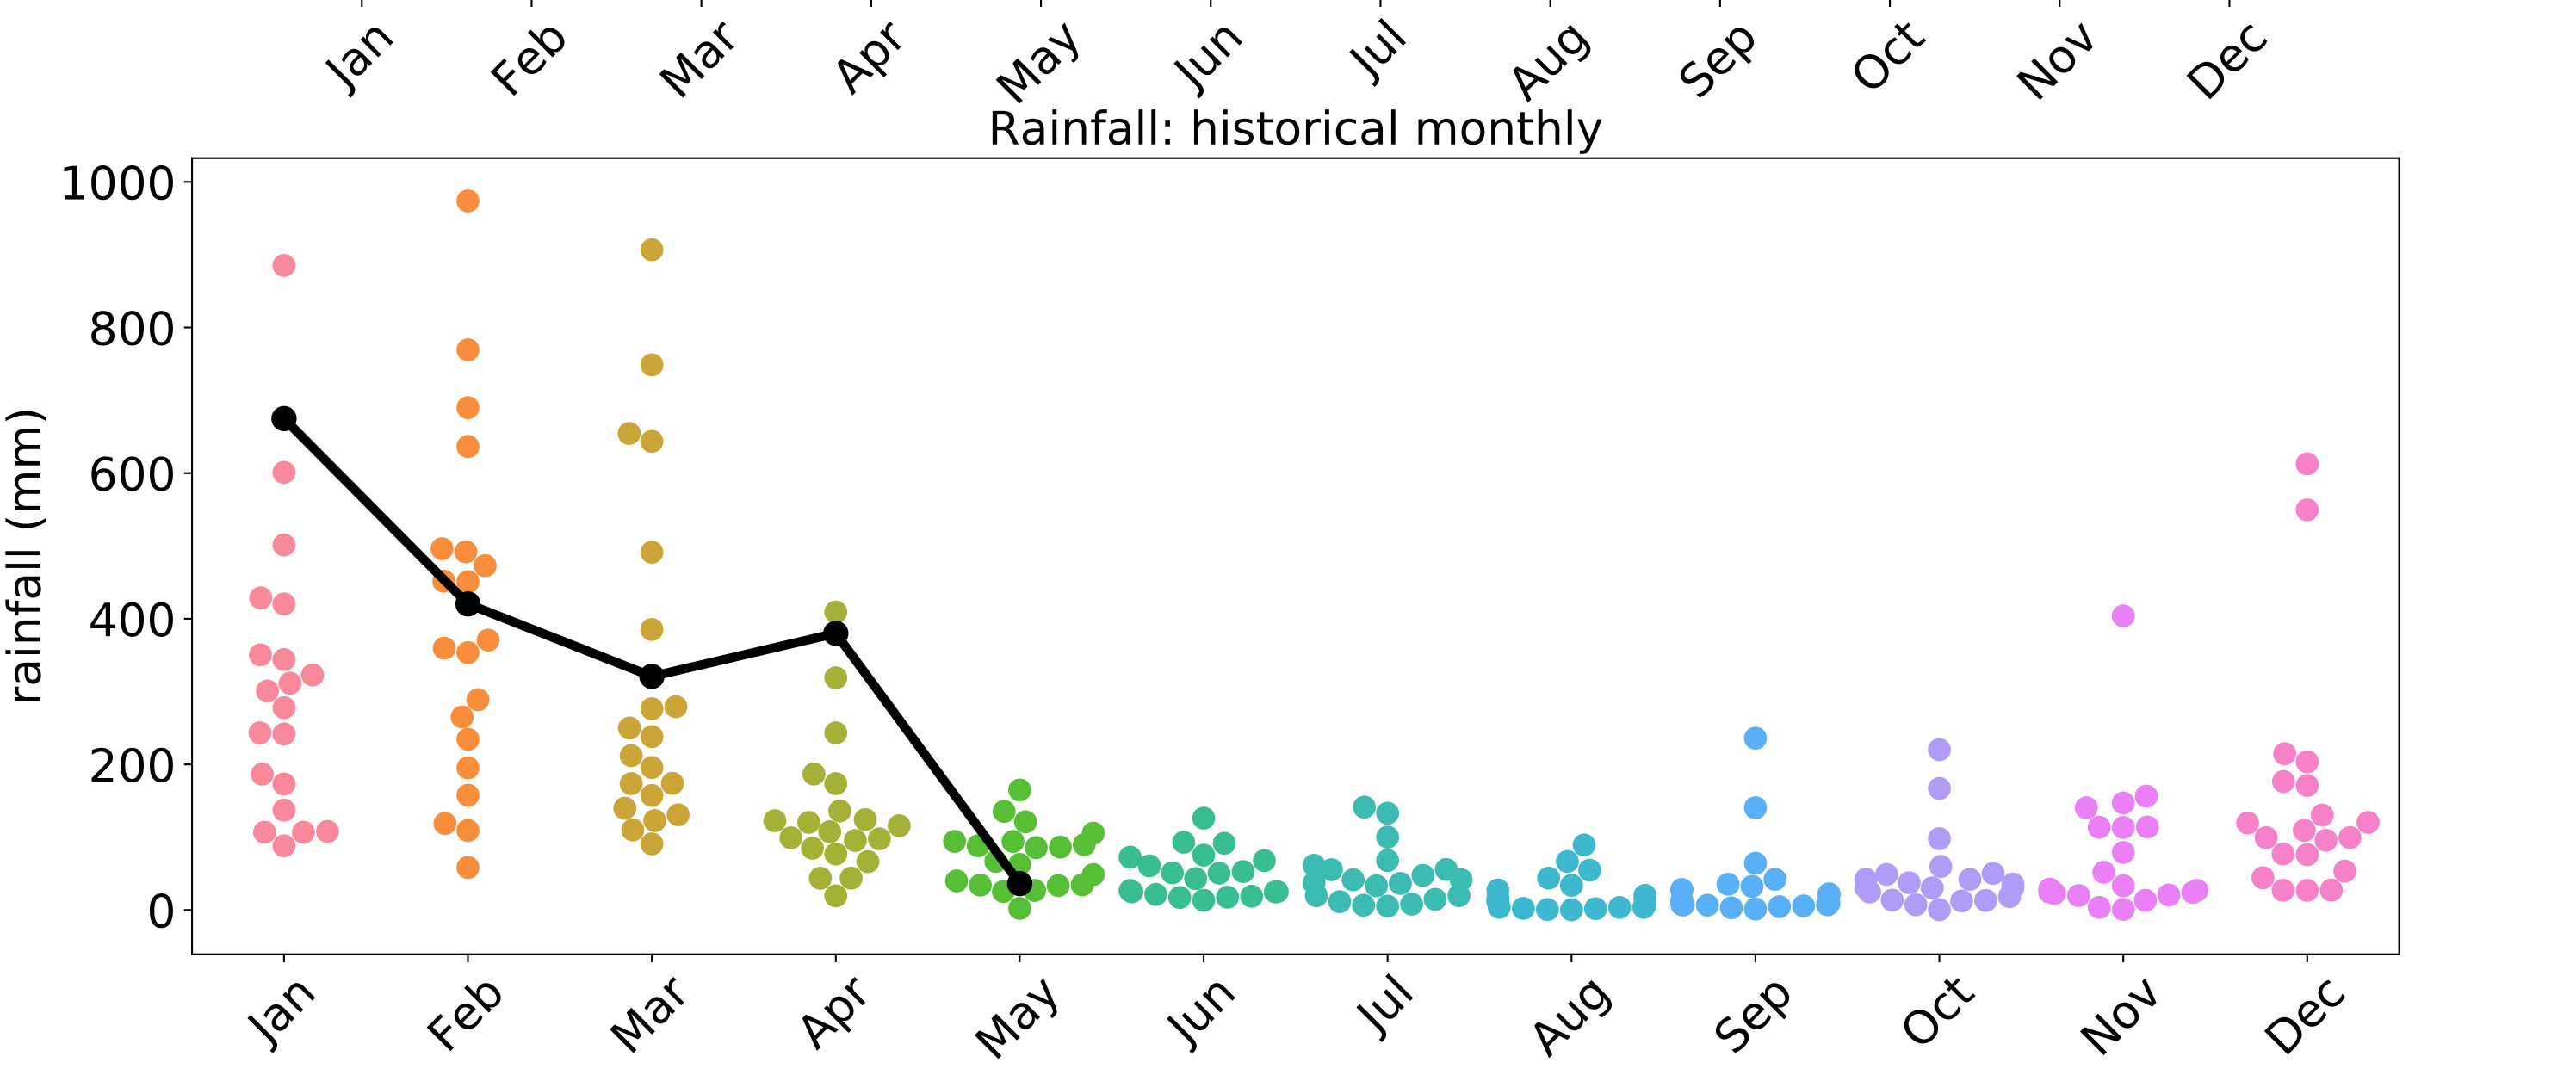 Jan Feb Mar Apr May Jun Jul Aug Sep Oct Nov Dec
Rainfall: historical monthly
rainfall (mm)
1000
800
600
400
200
0
Jan Feb Mar Apr May Jun Jul Aug Sep Oct Nov Dec